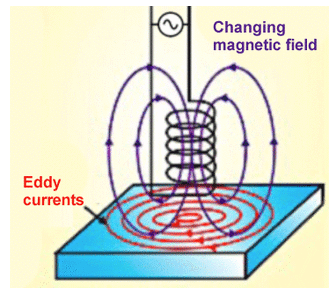 Changing
magnetic field
Eddy
currents